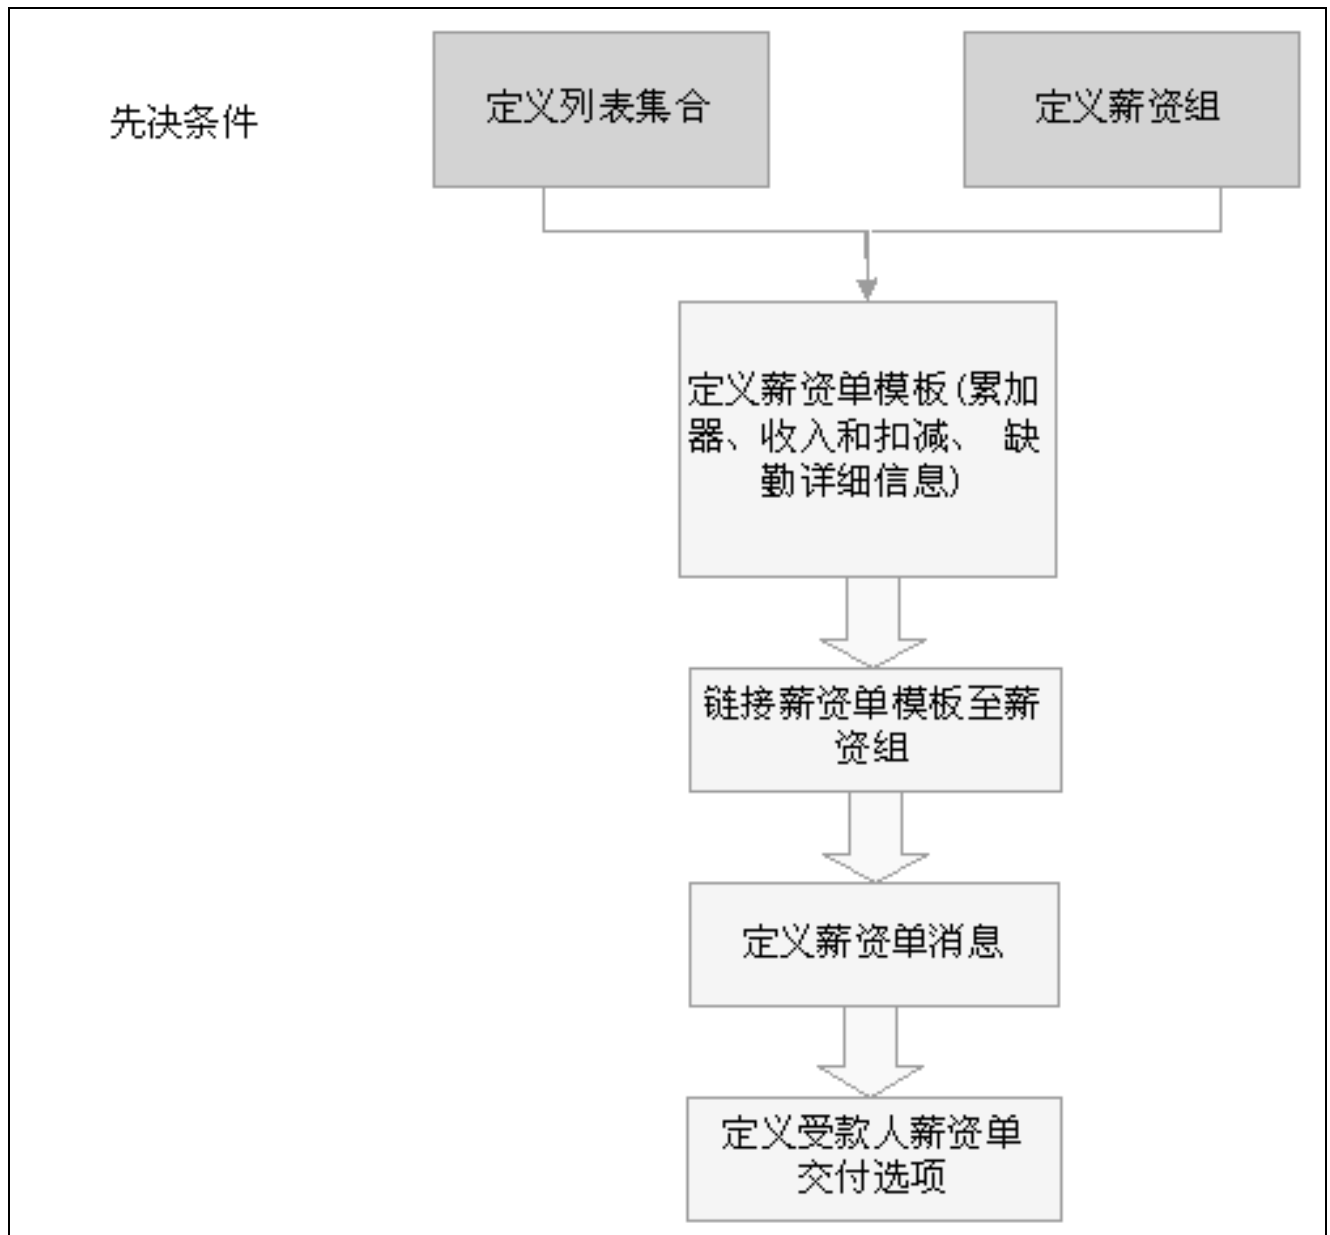 先决条件
定义列表集合
定义薪资组
定义薪资单模板(累加
器、收入和扣减、 缺
勤详细信息)
链接薪资单模板至薪
资组
定义薪资单消息
定义受款人薪资单
交付选项